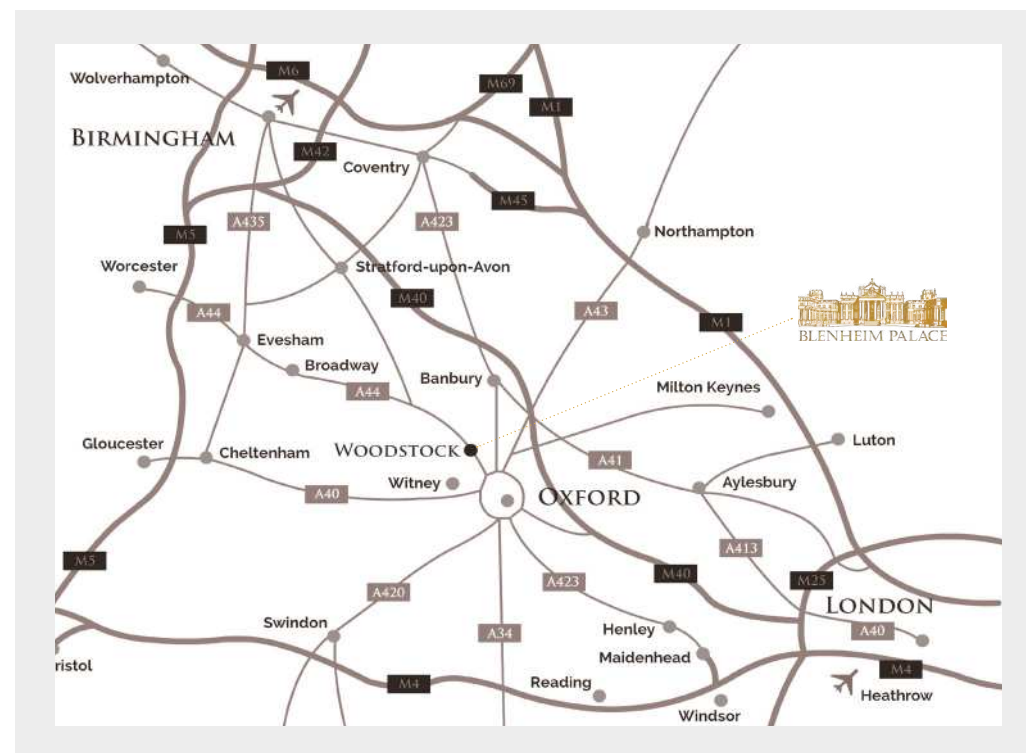 M6
Wolverhampton
M69
M1
BIRMINGHAM
M42
Coventry
M45
A435
A423
M5
Northampton
Worcester
Stratford-upon-Avon
M40
A44
A43
M1
BLENHEIM PALACE
Evesham
Broadway
Banbury
A44
Milton Keynes
Gloucester
Cheltenham
WOODSTOCK
Luton
A41
Witney
Aylesbury
A40
OXFORD
A413
M5
M40
M25
A420
A423
LONDON
Swindon
A34
Henley
A40
Maidenhead
ristol
M4
Reading
M4
Heathrow
Windsor